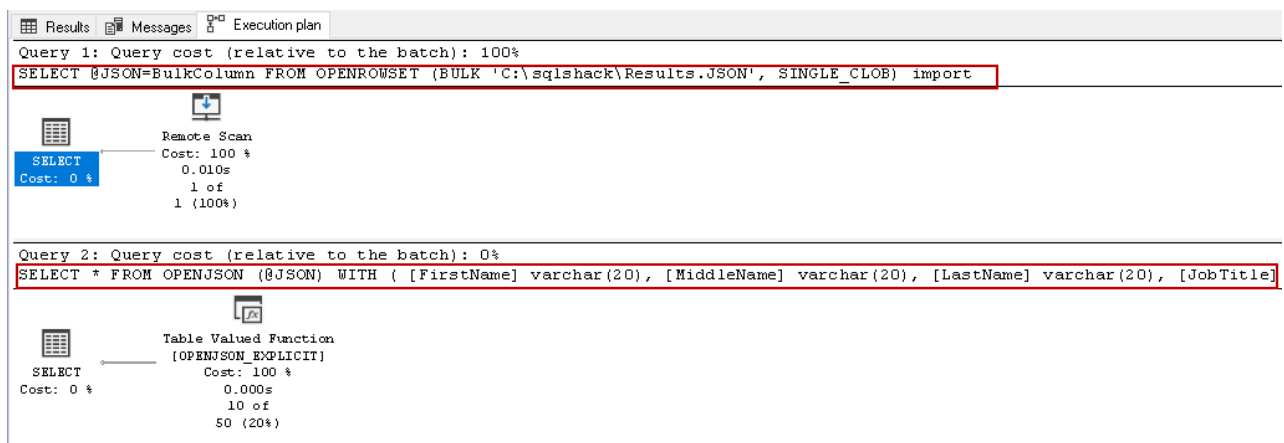 Results Messages Execution plan
Query 1: Query cost (relative to the batch): 100%
SELECT @JSON=BulkColumn FROM OPENROWSET (BULK 'C:\sqlshack\Results.JSON', SINGLE_CLOB) import
Remote Scan
Cost: 100 %
0.010s
1 of
1 (100%)
SELECT
Cost: 0 %
Query 2: Query cost (relative to the batch): 0%
SELECT * FROM OPENJSON (@JSON) WITH ( [FirstName] varchar(20), [MiddleName] varchar(20), [LastName] varchar(20), [JobTitle]
Table Valued Function
[OPENJSON_EXPLICIT]
Cost: 100 %
0.000s
10 of
50 (20%)
SELECT
Cost: 0 %